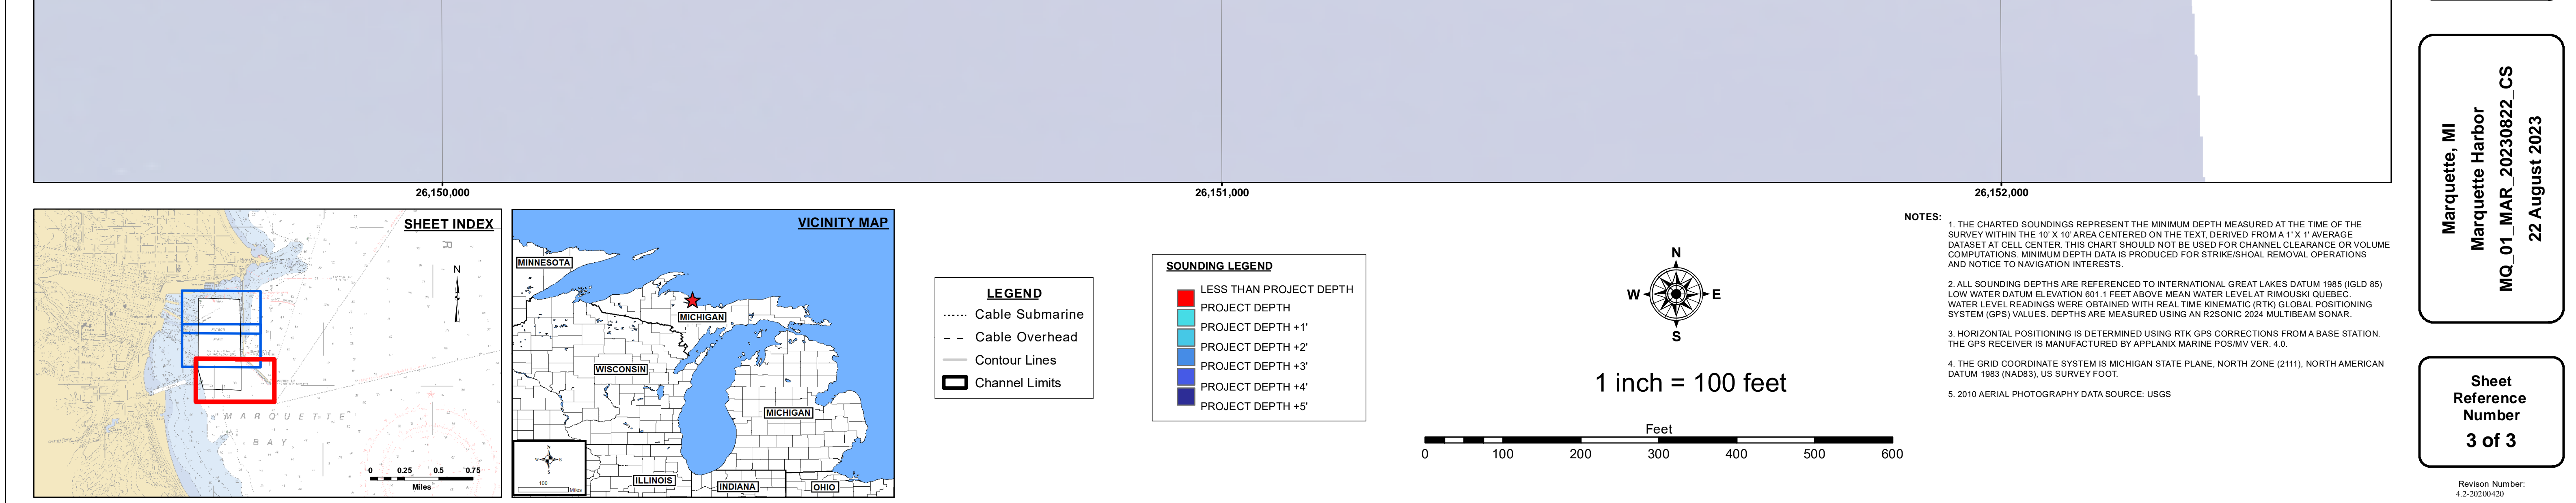 26,150,000
26,151,000
26,152,000
SHEET INDEX
N
MARQUETTE
BAY
0 0.25 0.5 0.75
Miles
VICINITY MAP
MINNESOTA
MICHIGAN
WISCONSIN
MICHIGAN
ILLINOIS
INDIANA
OHIO
100
Miles
LEGEND
Cable Submarine
Cable Overhead
Contour Lines
Channel Limits
SOUNDING LEGEND
LESS THAN PROJECT DEPTH
PROJECT DEPTH
PROJECT DEPTH +1'
PROJECT DEPTH +2'
PROJECT DEPTH +3'
PROJECT DEPTH +4'
PROJECT DEPTH +5'
N
W E
S
1 inch = 100 feet
Feet
0 100 200 300 400 500 600
NOTES:
1. THE CHARTED SOUNDINGS REPRESENT THE MINIMUM DEPTH MEASURED AT THE TIME OF THE
SURVEY WITHIN THE 10' X 10' AREA CENTERED ON THE TEXT, DERIVED FROM A 1' X 1' AVERAGE
DATASET AT CELL CENTER. THIS CHART SHOULD NOT BE USED FOR CHANNEL CLEARANCE OR VOLUME
COMPUTATIONS. MINIMUM DEPTH DATA IS PRODUCED FOR STRIKE/SHOAL REMOVAL OPERATIONS
AND NOTICE TO NAVIGATION INTERESTS.
2. ALL SOUNDING DEPTHS ARE REFERENCED TO INTERNATIONAL GREAT LAKES DATUM 1985 (IGLD 85)
LOW WATER DATUM ELEVATION 601.1 FEET ABOVE MEAN WATER LEVEL AT RIMOUSKI QUEBEC.
WATER LEVEL READINGS WERE OBTAINED WITH REAL TIME KINEMATIC (RTK) GLOBAL POSITIONING
SYSTEM (GPS) VALUES. DEPTHS ARE MEASURED USING AN R2SONIC 2024 MULTIBEAM SONAR.
3. HORIZONTAL POSITIONING IS DETERMINED USING RTK GPS CORRECTIONS FROM A BASE STATION.
THE GPS RECEIVER IS MANUFACTURED BY APPLANIX MARINE POS/MV VER. 4.0.
4. THE GRID COORDINATE SYSTEM IS MICHIGAN STATE PLANE, NORTH ZONE (2111), NORTH AMERICAN
DATUM 1983 (NAD83), US SURVEY FOOT.
5. 2010 AERIAL PHOTOGRAPHY DATA SOURCE: USGS
Marquette, MI
Marquette Harbor
MQ_01_MAR_20230822_CS
22 August 2023
Sheet
Reference
Number
3 of 3
Revison Number:
4.2-20200420